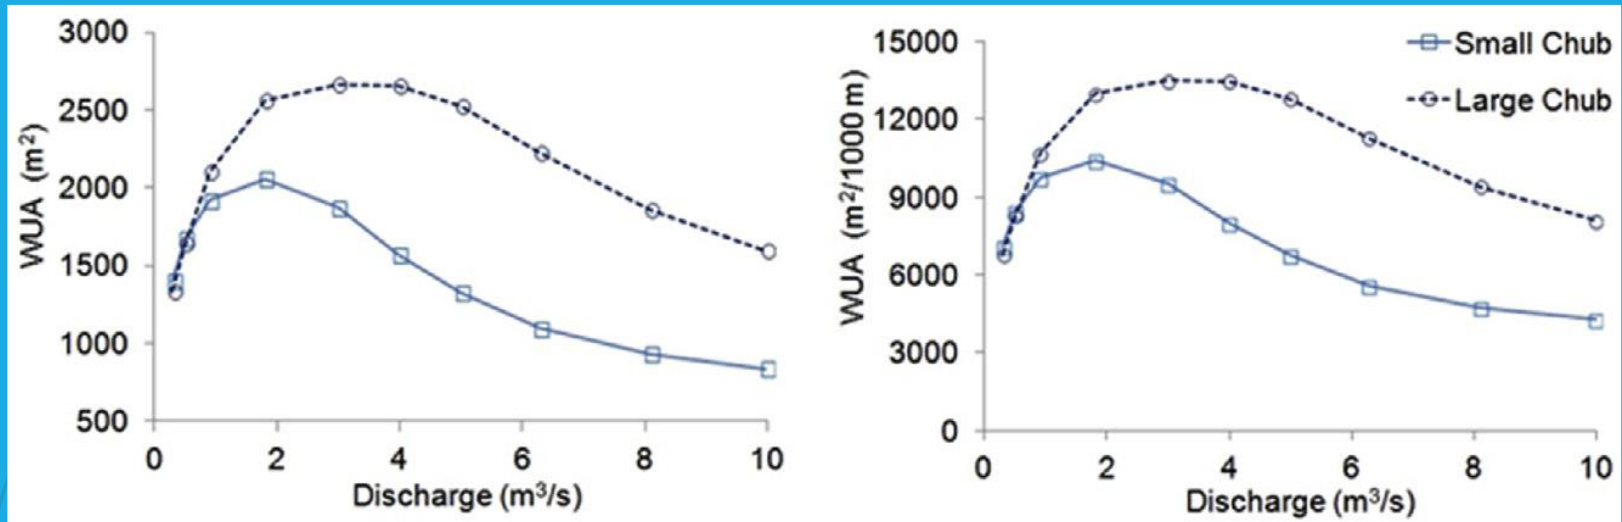 3000
2500
2000
1500
1000
500
WUA (m²)
0 2 4 6 8 10
Discharge (m³/s)
15000
12000
9000
6000
3000
0
WUA (m²/1000 m)
0 2 4 6 8 10
Discharge (m³/s)
Small Chub
Large Chub